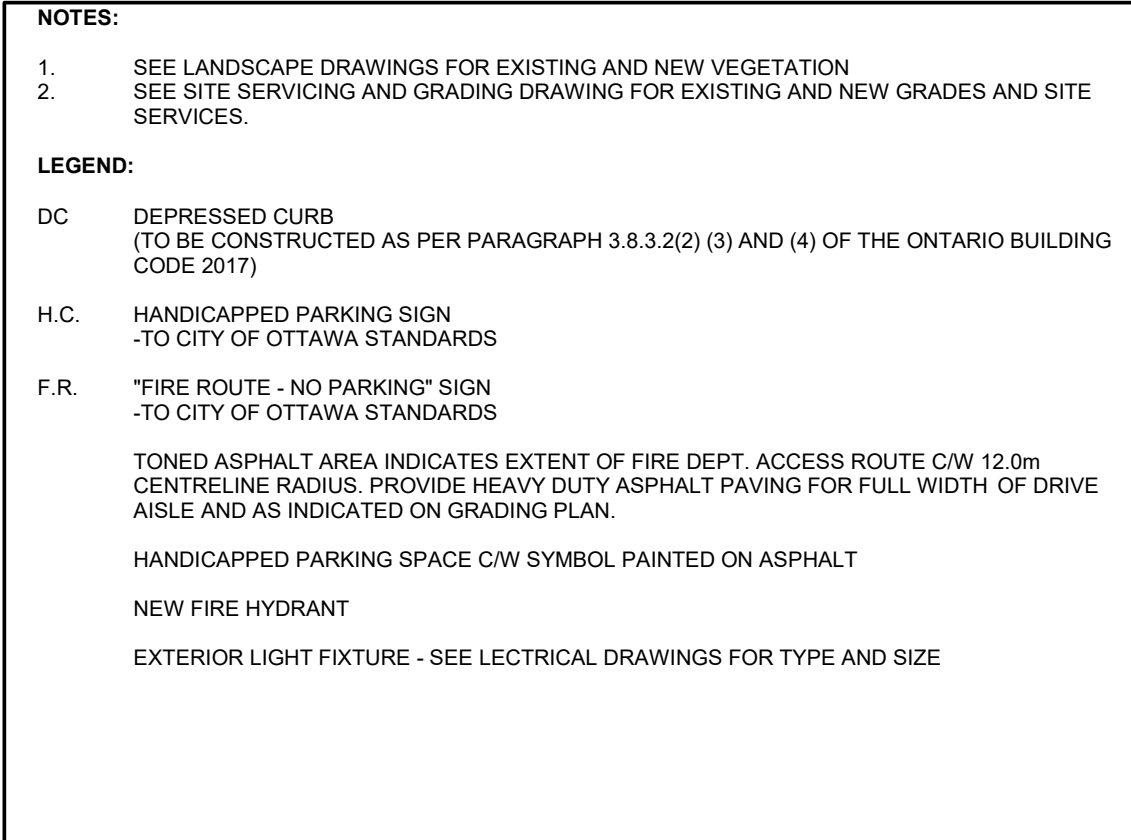 NOTES:
1. SEE LANDSCAPE DRAWINGS FOR EXISTING AND NEW VEGETATION
2. SEE SITE SERVICING AND GRADING DRAWING FOR EXISTING AND NEW GRADES AND SITE
SERVICES.
LEGEND:
DC DEPRESSED CURB
(TO BE CONSTRUCTED AS PER PARAGRAPH 3.8.3.2(2) (3) AND (4) OF THE ONTARIO BUILDING
CODE 2017)
H.C. HANDICAPPED PARKING SIGN
-TO CITY OF OTTAWA STANDARDS
F.R. "FIRE ROUTE - NO PARKING" SIGN
-TO CITY OF OTTAWA STANDARDS
TONED ASPHALT AREA INDICATES EXTENT OF FIRE DEPT. ACCESS ROUTE C/W 12.0m
CENTRELINE RADIUS. PROVIDE HEAVY DUTY ASPHALT PAVING FOR FULL WIDTH OF DRIVE
AISLE AND AS INDICATED ON GRADING PLAN.
HANDICAPPED PARKING SPACE C/W SYMBOL PAINTED ON ASPHALT
NEW FIRE HYDRANT
EXTERIOR LIGHT FIXTURE - SEE LECTRICAL DRAWINGS FOR TYPE AND SIZE